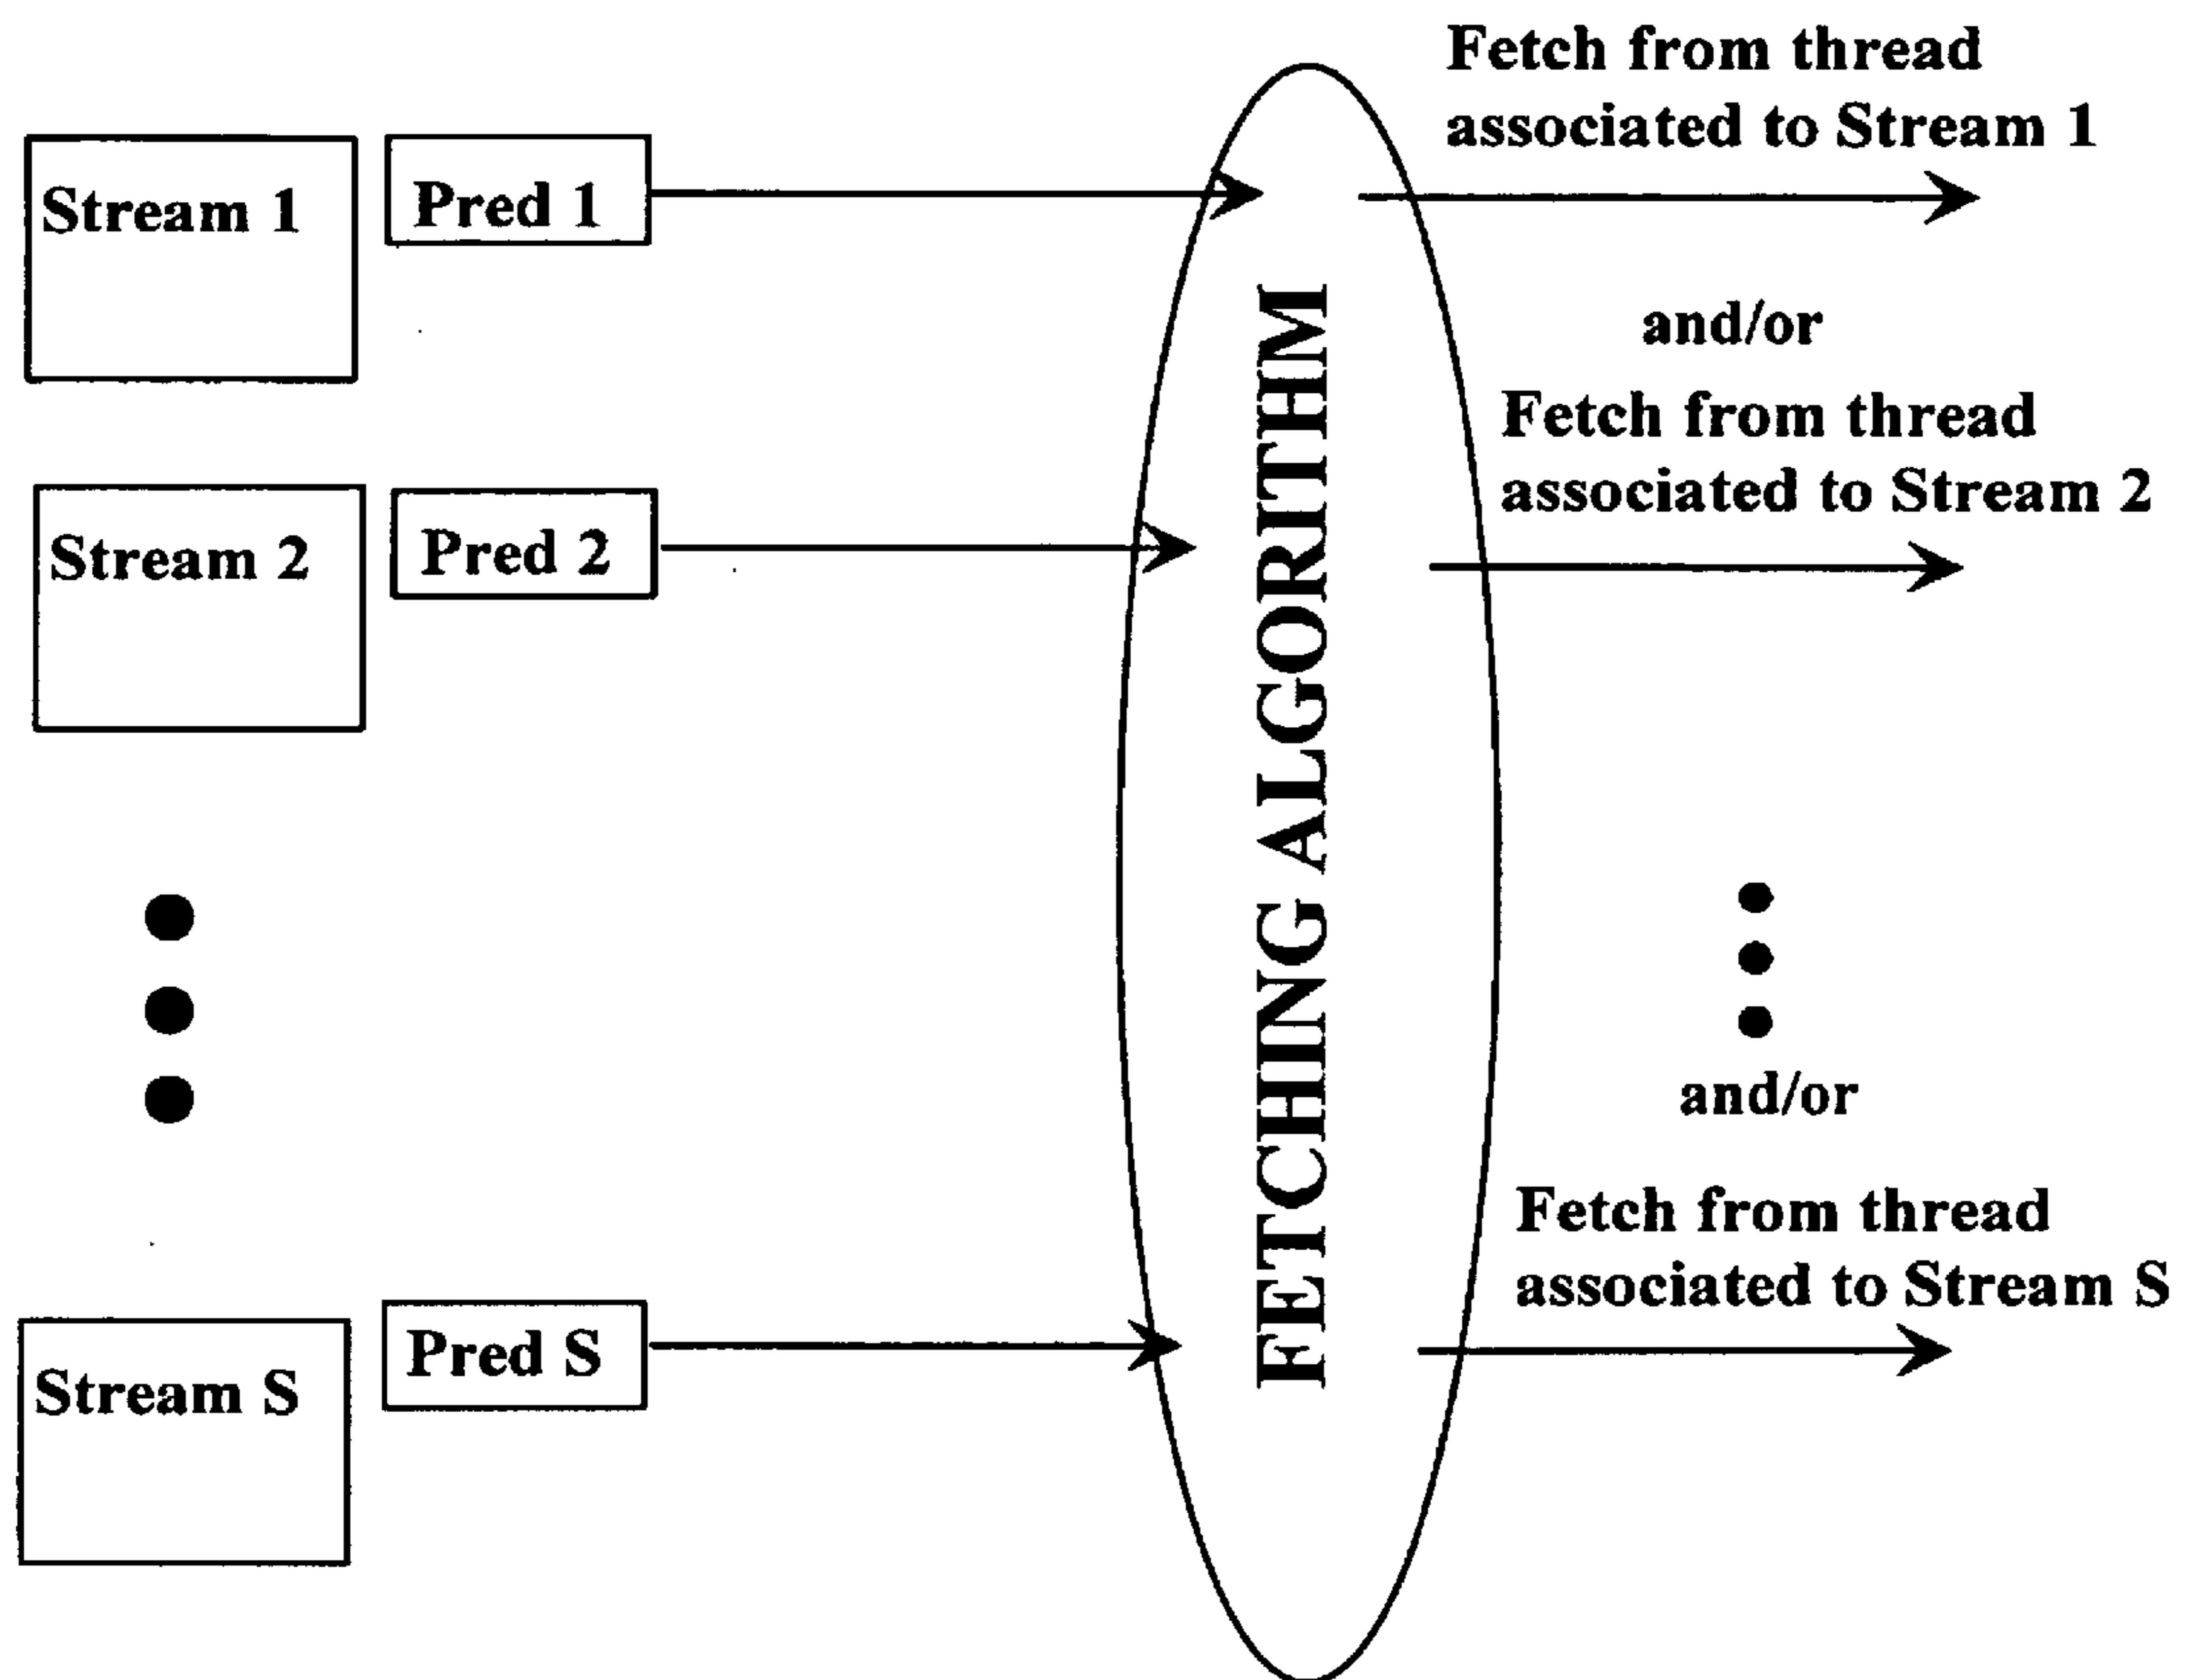 Fetch from thread
associated to Stream 1
Stream 1
Pred 1
and/or
Fetch from thread
associated to Stream 2
Stream 2
Pred 2
FETCHING ALGORITHM
and/or
Fetch from thread
associated to Stream S
Stream S
Pred S